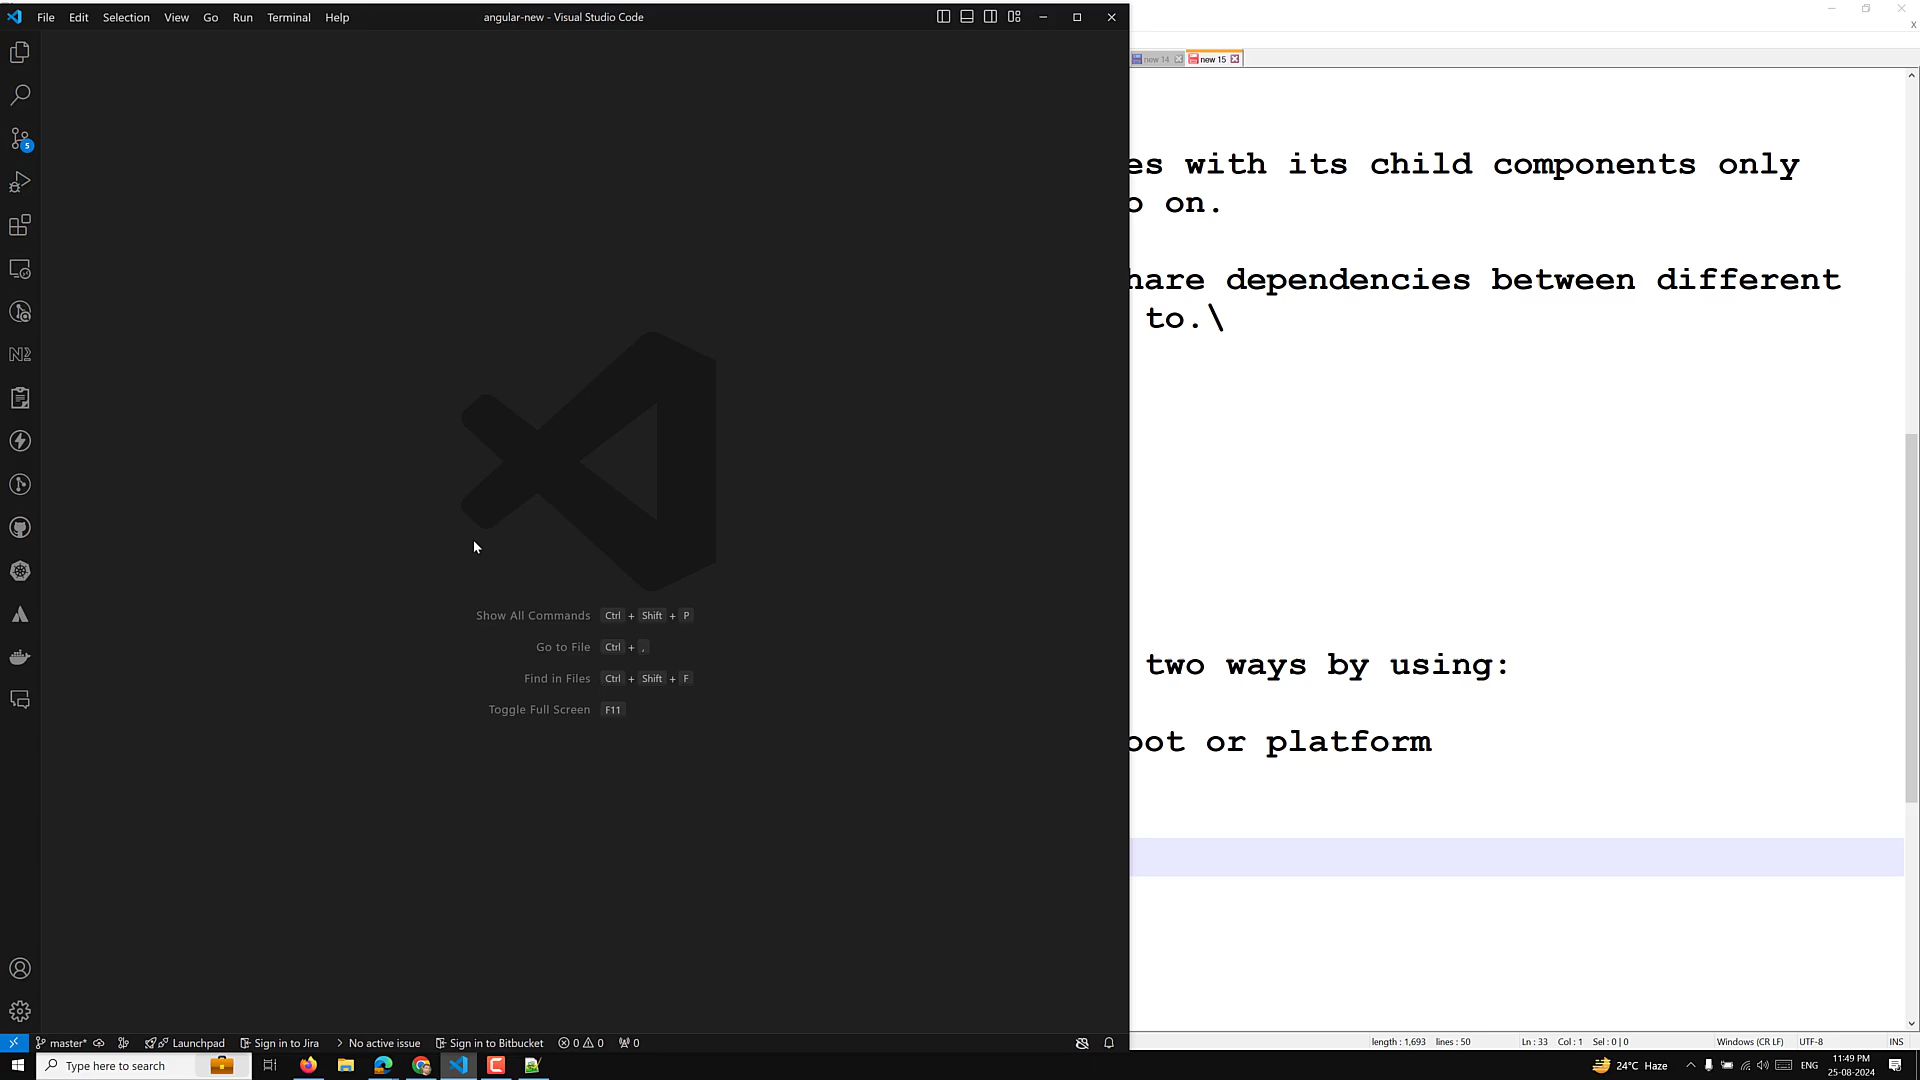 File Edit Selection View Go Run Terminal Help
angular-new - Visual Studio Code
new 14
new 15
es with its child components only
o on.
hare dependencies between different
to.\
two ways by using:
oot or platform
5
Show All Commands Ctrl + Shift + P
Go to File Ctrl + ,
Find in Files Ctrl + Shift + F
Toggle Full Screen F11
master* Launchpad Sign in to Jira No active issue Sign in to Bitbucket 0 0 0
length : 1,693 lines : 50 Ln : 33 Col : 1 Sel : 0 | 0 Windows (CR LF) UTF-8 INS
Type here to search
24°C Haze
ENG
11:49 PM
25-08-2024